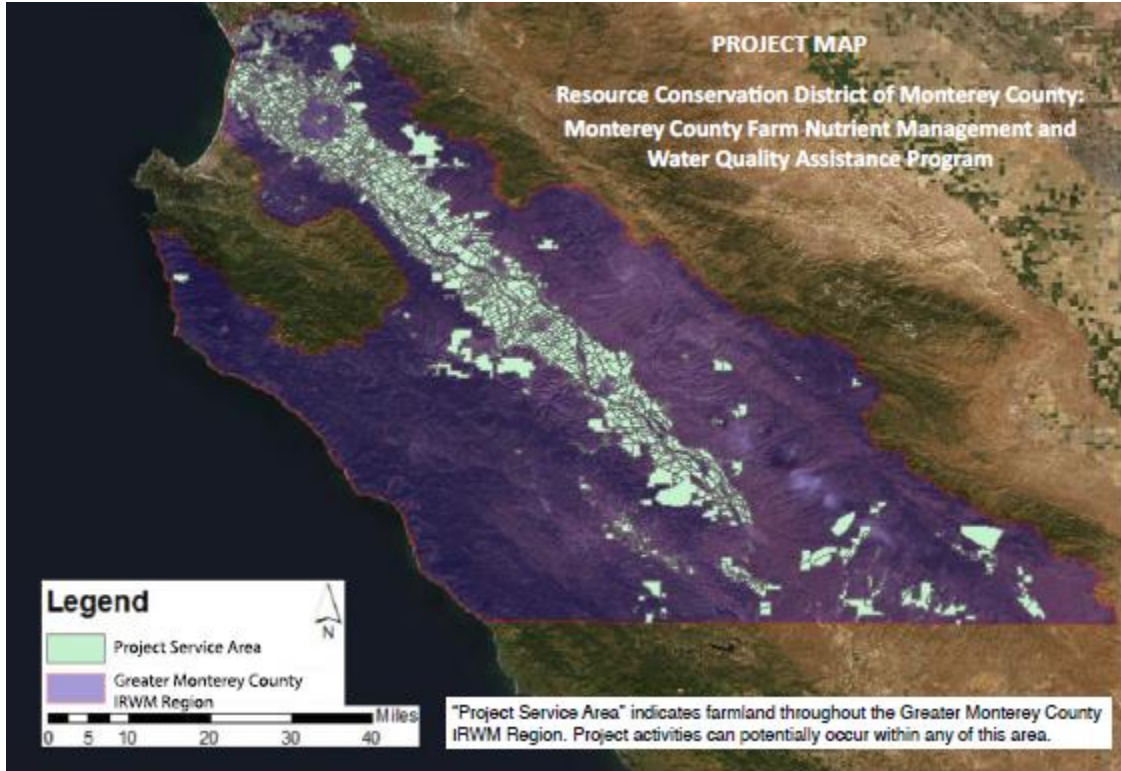 PROJECT MAP
Resource Conservation District of Monterey County:
Monterey County Farm Nutrient Management and
Water Quality Assistance Program
Legend
N
Project Service Area
Greater Monterey County
IRWM Region
Miles
0 5 10 20 30 40
"Project Service Area" indicates farmland throughout the Greater Monterey County
IRWM Region. Project activities can potentially occur within any of this area.